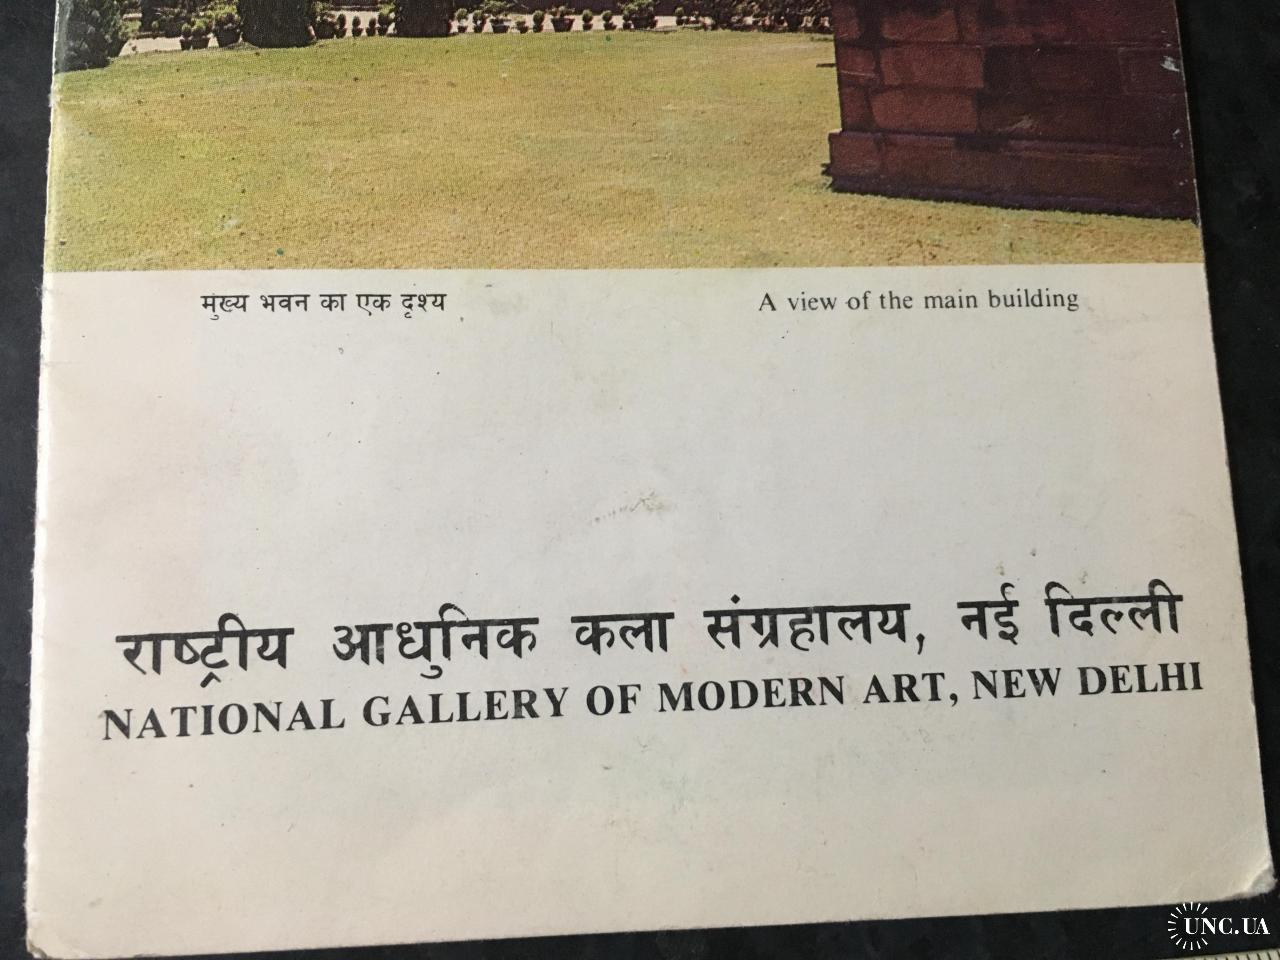 मुख्य भवन का एक दृश्य
A view of the main building
राष्ट्रीय आधुनिक कला संग्रहालय, नई दिल्ली
NATIONAL GALLERY OF MODERN ART, NEW DELHI
UNC.UA